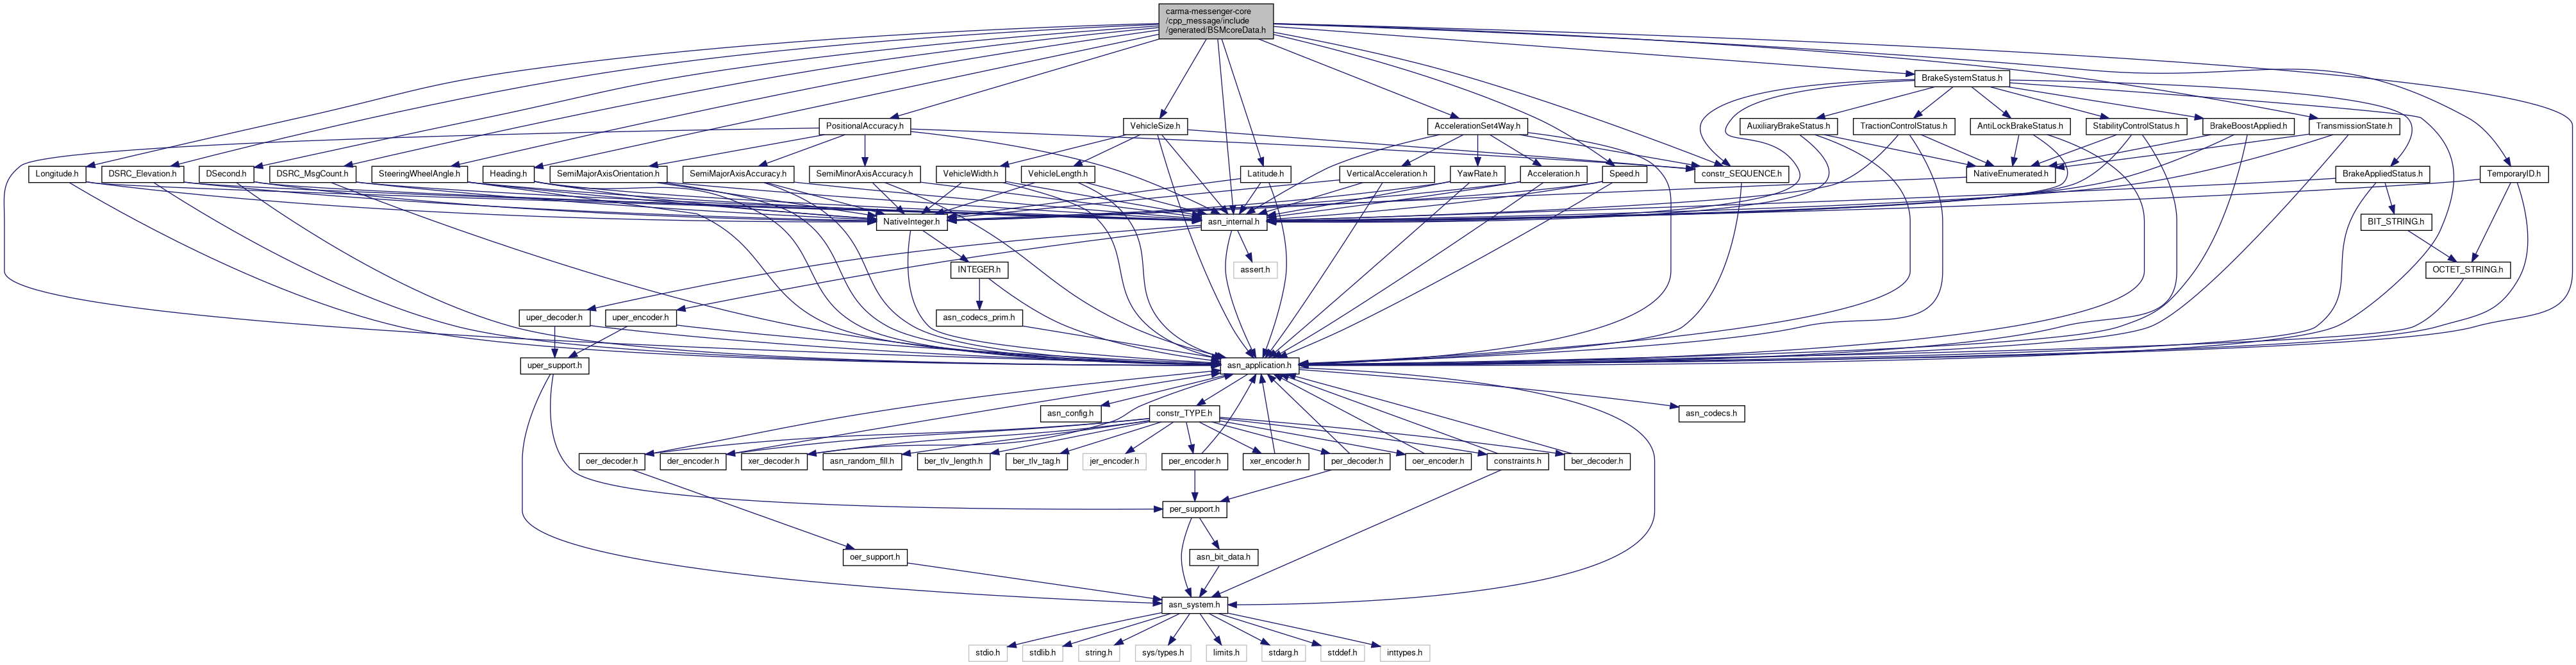 carma-messenger-core
/cpp_message/include
/generated/BSMcoreData.h
BrakeSystemStatus.h
PositionalAccuracy.h
VehicleSize.h
AccelerationSet4Way.h
AuxiliaryBrakeStatus.h
TractionControlStatus.h
AntiLockBrakeStatus.h
StabilityControlStatus.h
BrakeBoostApplied.h
TransmissionState.h
Longitude.h
DSRC_Elevation.h
DSecond.h
DSRC_MsgCount.h
SteeringWheelAngle.h
Heading.h
SemiMajorAxisOrientation.h
SemiMajorAxisAccuracy.h
SemiMinorAxisAccuracy.h
VehicleWidth.h
VehicleLength.h
Latitude.h
VerticalAcceleration.h
YawRate.h
Acceleration.h
Speed.h
constr_SEQUENCE.h
NativeEnumerated.h
BrakeAppliedStatus.h
TemporaryID.h
NativeInteger.h
asn_internal.h
BIT_STRING.h
INTEGER.h
assert.h
OCTET_STRING.h
uper_decoder.h
uper_encoder.h
asn_codecs_prim.h
uper_support.h
asn_application.h
asn_config.h
constr_TYPE.h
asn_codecs.h
oer_decoder.h
der_encoder.h
xer_decoder.h
asn_random_fill.h
ber_tlv_length.h
ber_tlv_tag.h
jer_encoder.h
per_encoder.h
xer_encoder.h
per_decoder.h
oer_encoder.h
constraints.h
ber_decoder.h
per_support.h
oer_support.h
asn_bit_data.h
asn_system.h
stdio.h
stdlib.h
string.h
sys/types.h
limits.h
stdarg.h
stddef.h
inttypes.h